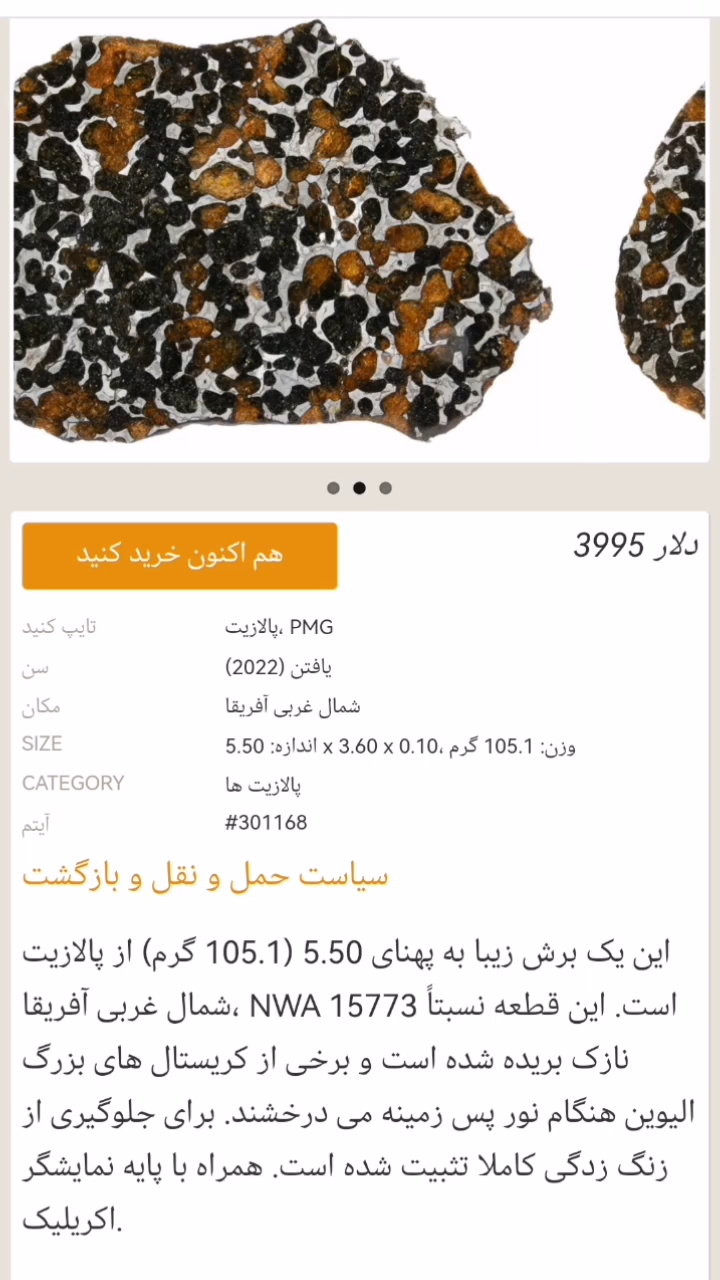 هم اکنون خرید کنید
دلار 3995
تایپ کنید
پالازیت، PMG
سن
یافتن (2022)
مکان
شمال غربی آفریقا
SIZE
وزن: 105.1 گرم ،x 3.60 x 0.10 اندازه: 5.50
CATEGORY
پالازیت ها
آیتم
#301168
سیاست حمل و نقل و بازگشت
این یک برش زیبا به پهنای 5.50 (105.1 گرم) از پالازیت
شمال غربی آفریقا، NWA 15773 است. این قطعه نسبتاً
نازک بریده شده است و برخی از کریستال های بزرگ
الیوین هنگام نور پس زمینه می درخشند. برای جلوگیری از
زنگ زدگی کاملا تثبیت شده است. همراه با پایه نمایشگر
اکریلیک.